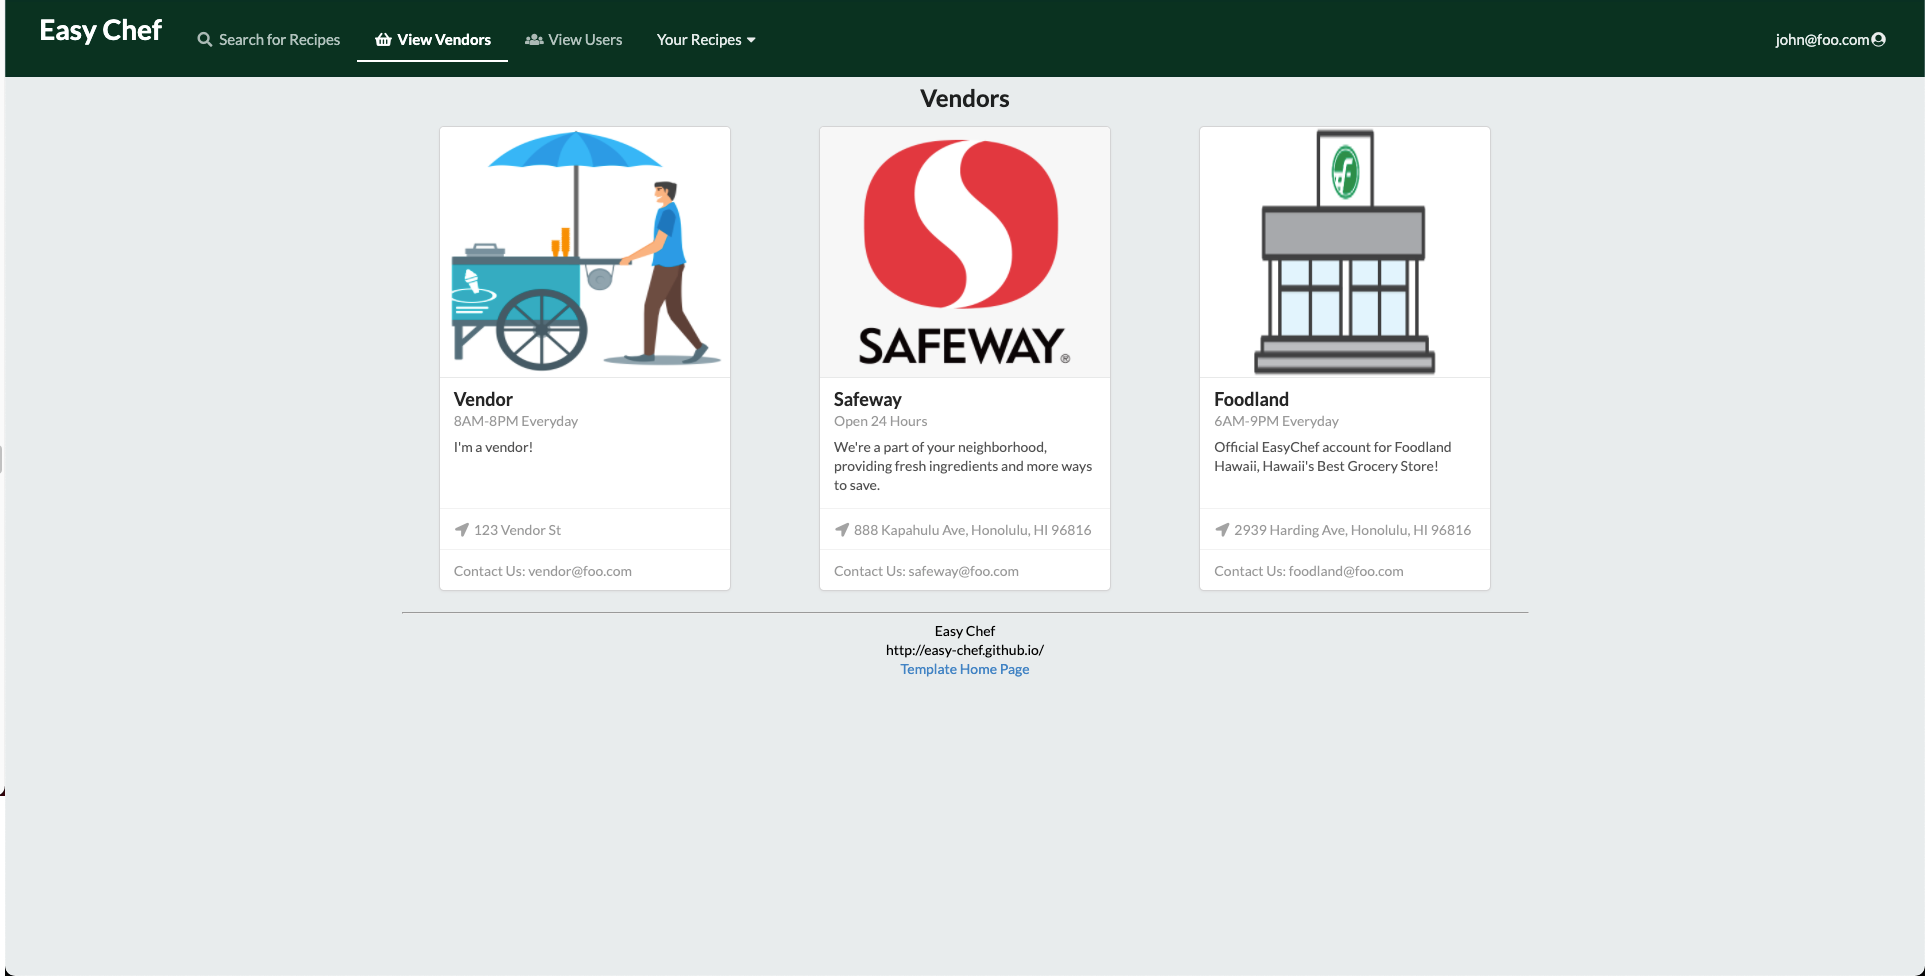 Easy Chef
Search for Recipes
View Vendors
View Users
Your Recipes
john@foo.com
Vendors
SAFEWAY®
f
Vendor
8AM-8PM Everyday
I'm a vendor!
123 Vendor St
Contact Us: vendor@foo.com
Safeway
Open 24 Hours
We're a part of your neighborhood,
providing fresh ingredients and more ways
to save.
888 Kapahulu Ave, Honolulu, HI 96816
Contact Us: safeway@foo.com
Foodland
6AM-9PM Everyday
Official EasyChef account for Foodland
Hawaii, Hawaii's Best Grocery Store!
2939 Harding Ave, Honolulu, HI 96816
Contact Us: foodland@foo.com
Easy Chef
http://easy-chef.github.io/
Template Home Page